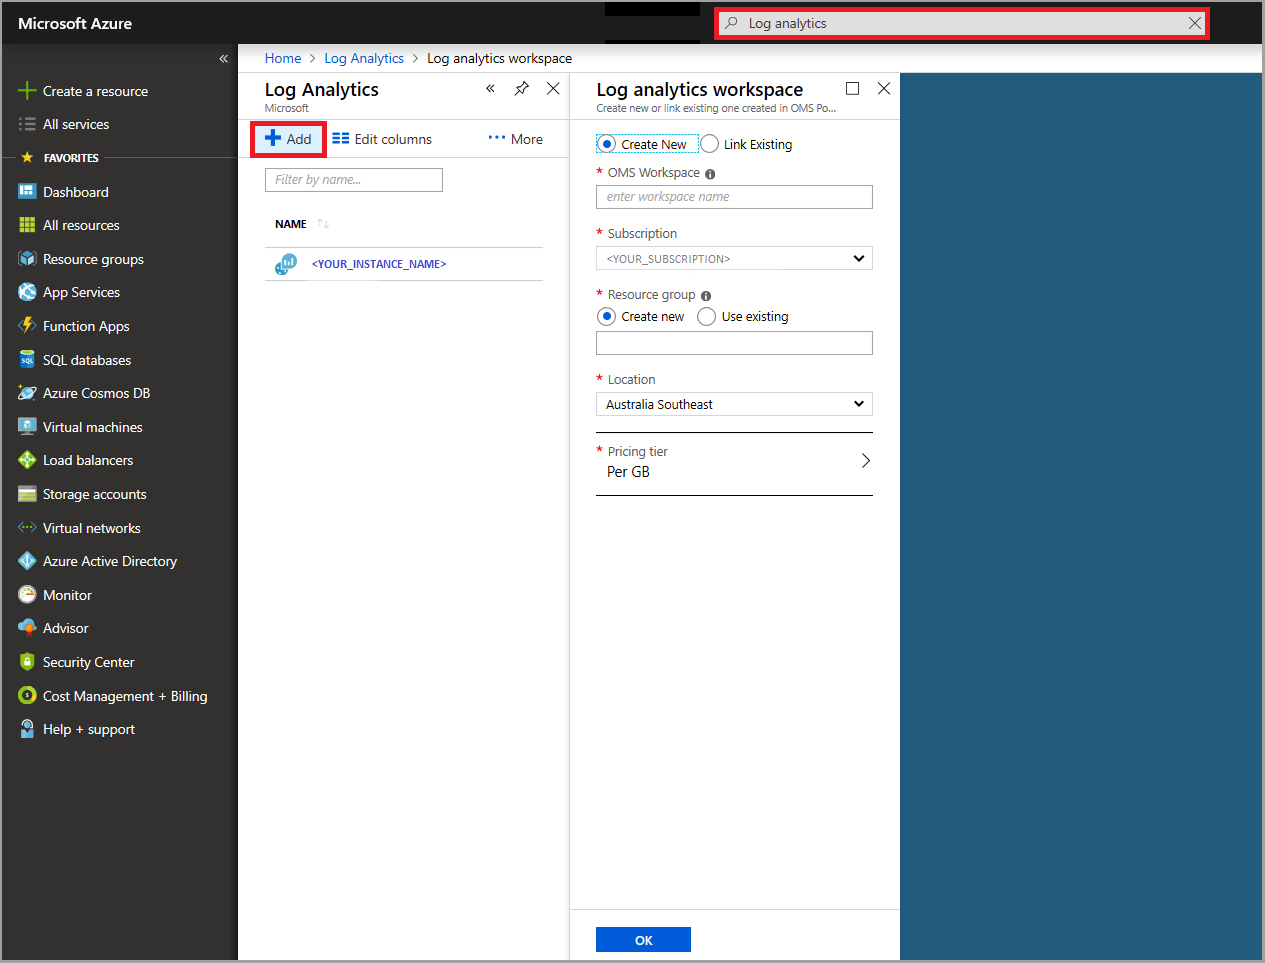 Microsoft Azure
Log analytics
Home > Log Analytics > Log analytics workspace
Create a resource
All services
FAVORITES
Dashboard
All resources
Resource groups
App Services
Function Apps
SQL databases
Azure Cosmos DB
Virtual machines
Load balancers
Storage accounts
Virtual networks
Azure Active Directory
Monitor
Advisor
Security Center
Cost Management + Billing
Help + support
Log Analytics
Microsoft
Add
Edit columns
More
Filter by name...
NAME
<YOUR_INSTANCE_NAME>
Log analytics workspace
Create new or link existing one created in OMS Po...
Create New
Link Existing
* OMS Workspace
enter workspace name
* Subscription
<YOUR_SUBSCRIPTION>
* Resource group
Create new
Use existing
* Location
Australia Southeast
* Pricing tier
Per GB
OK